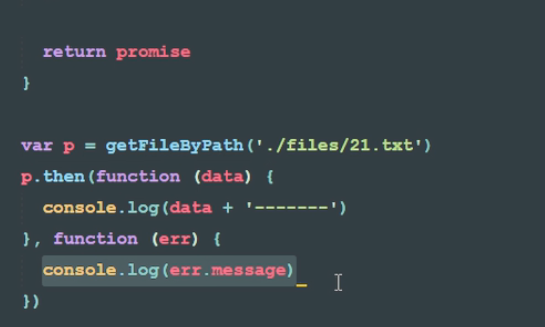 return promise
}
var p = getFileByPath('./files/21.txt')
p.then(function (data) {
console.log(data + '-------')
}, function (err) {
console.log(err.message)
})